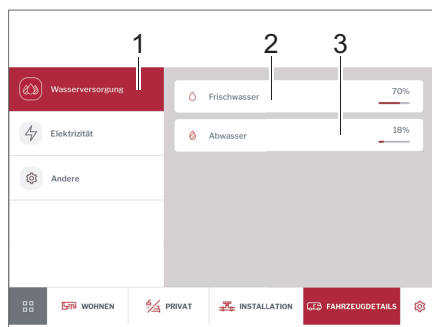 1 2 3
Wasserversorgung
Frischwasser 70%
Elektrizität
Abwasser 18%
Andere
WOHNEN PRIVAT INSTALLATION FAHRZEUGDETAILS